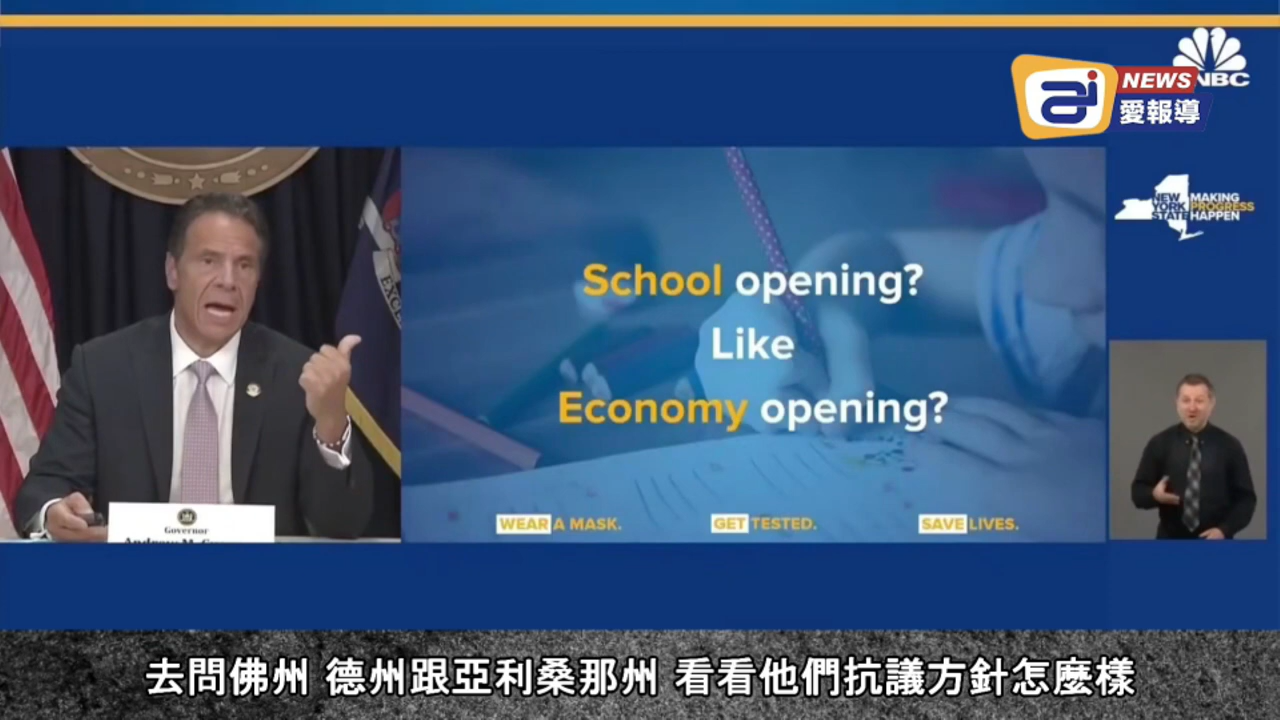 NEWS
愛報導
NEW
YORK
STATE
MAKING
PROGRESS
HAPPEN
School opening?
Like
Economy opening?
WEAR A MASK.
GET TESTED.
SAVE LIVES.
Governor
去問佛州 德州跟亞利桑那州 看看他們抗議方針怎麼樣